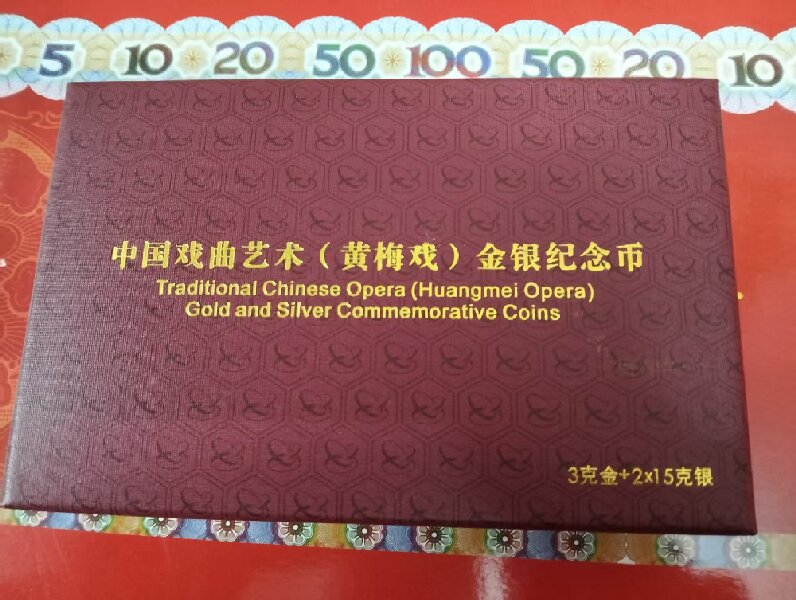 5 10 20 50 100 50 20 10
中国戏曲艺术（黄梅戏）金银纪念币
Traditional Chinese Opera (Huangmei Opera)
Gold and Silver Commemorative Coins
3克金+2x15克银